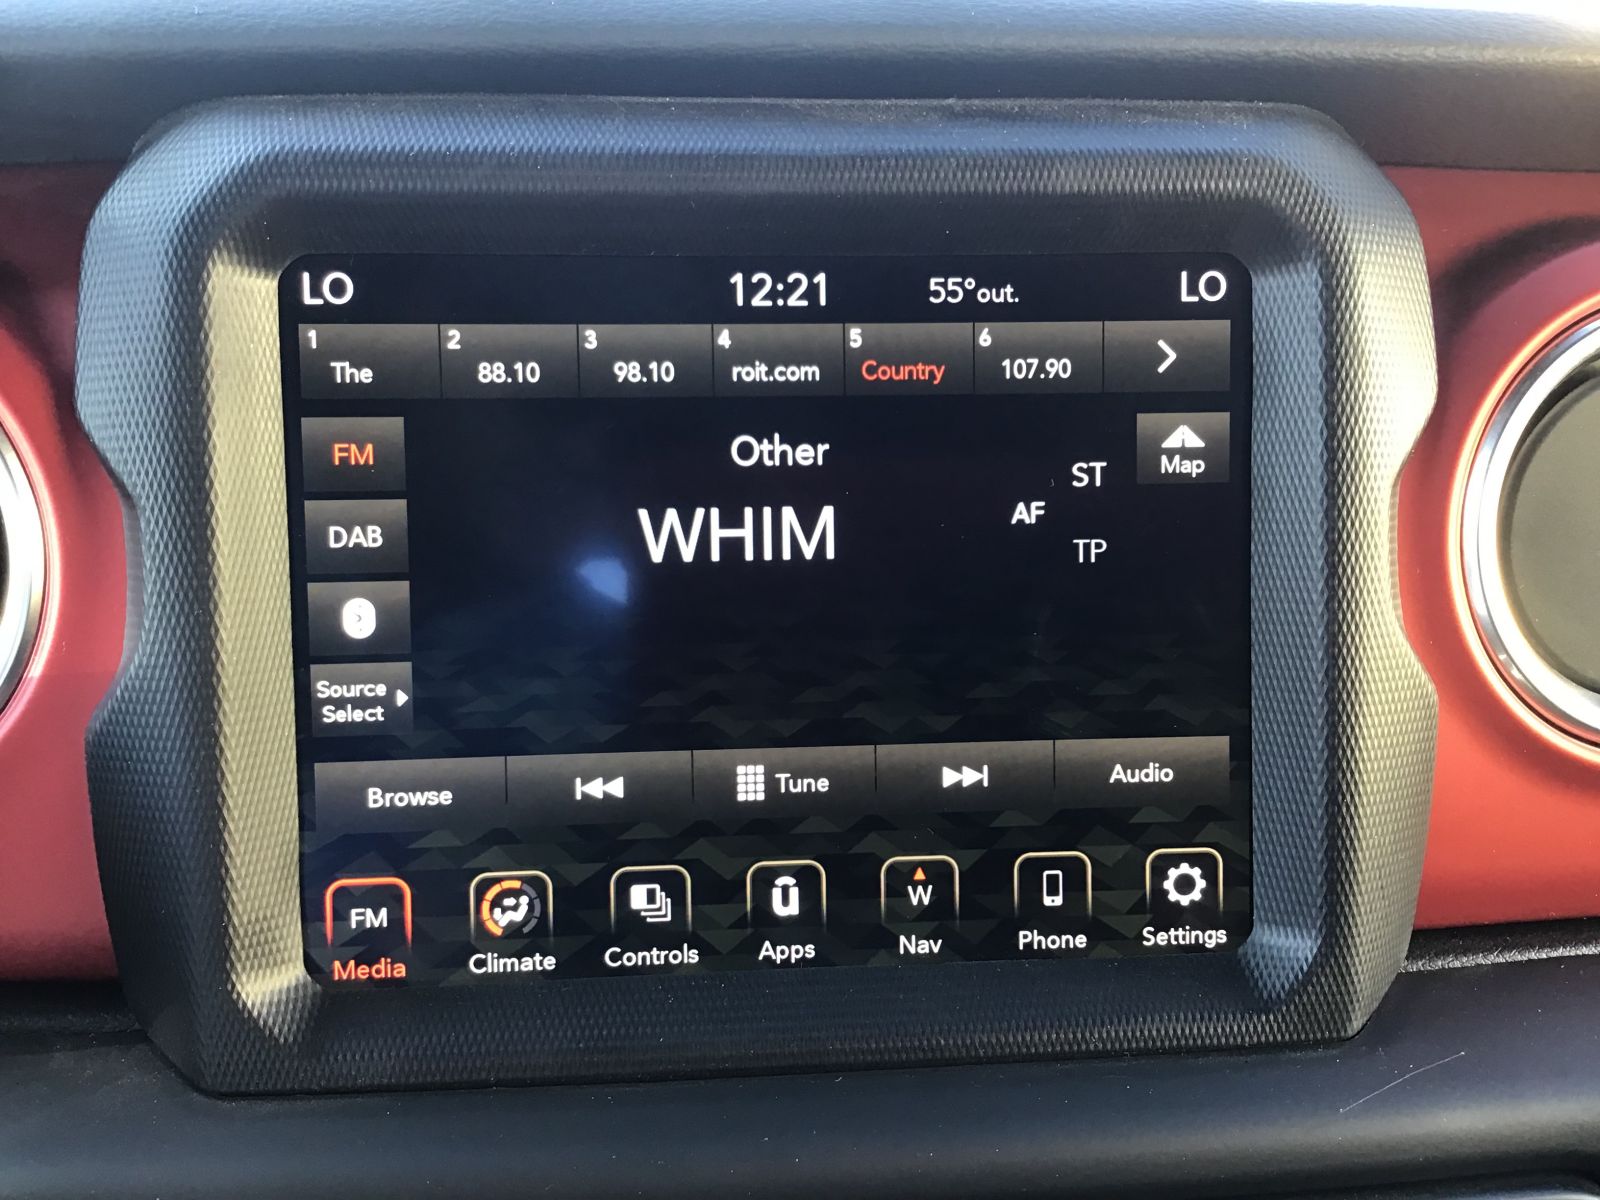 LO 12:21 55°out. LO
1 2 3 4 5 6
The 88.10 98.10 roit.com Country 107.90
FM Other Map
ST
DAB WHIM AF
TP
Source
Select
Browse Tune Audio
FM W
Media Climate Controls Apps Nav Phone Settings